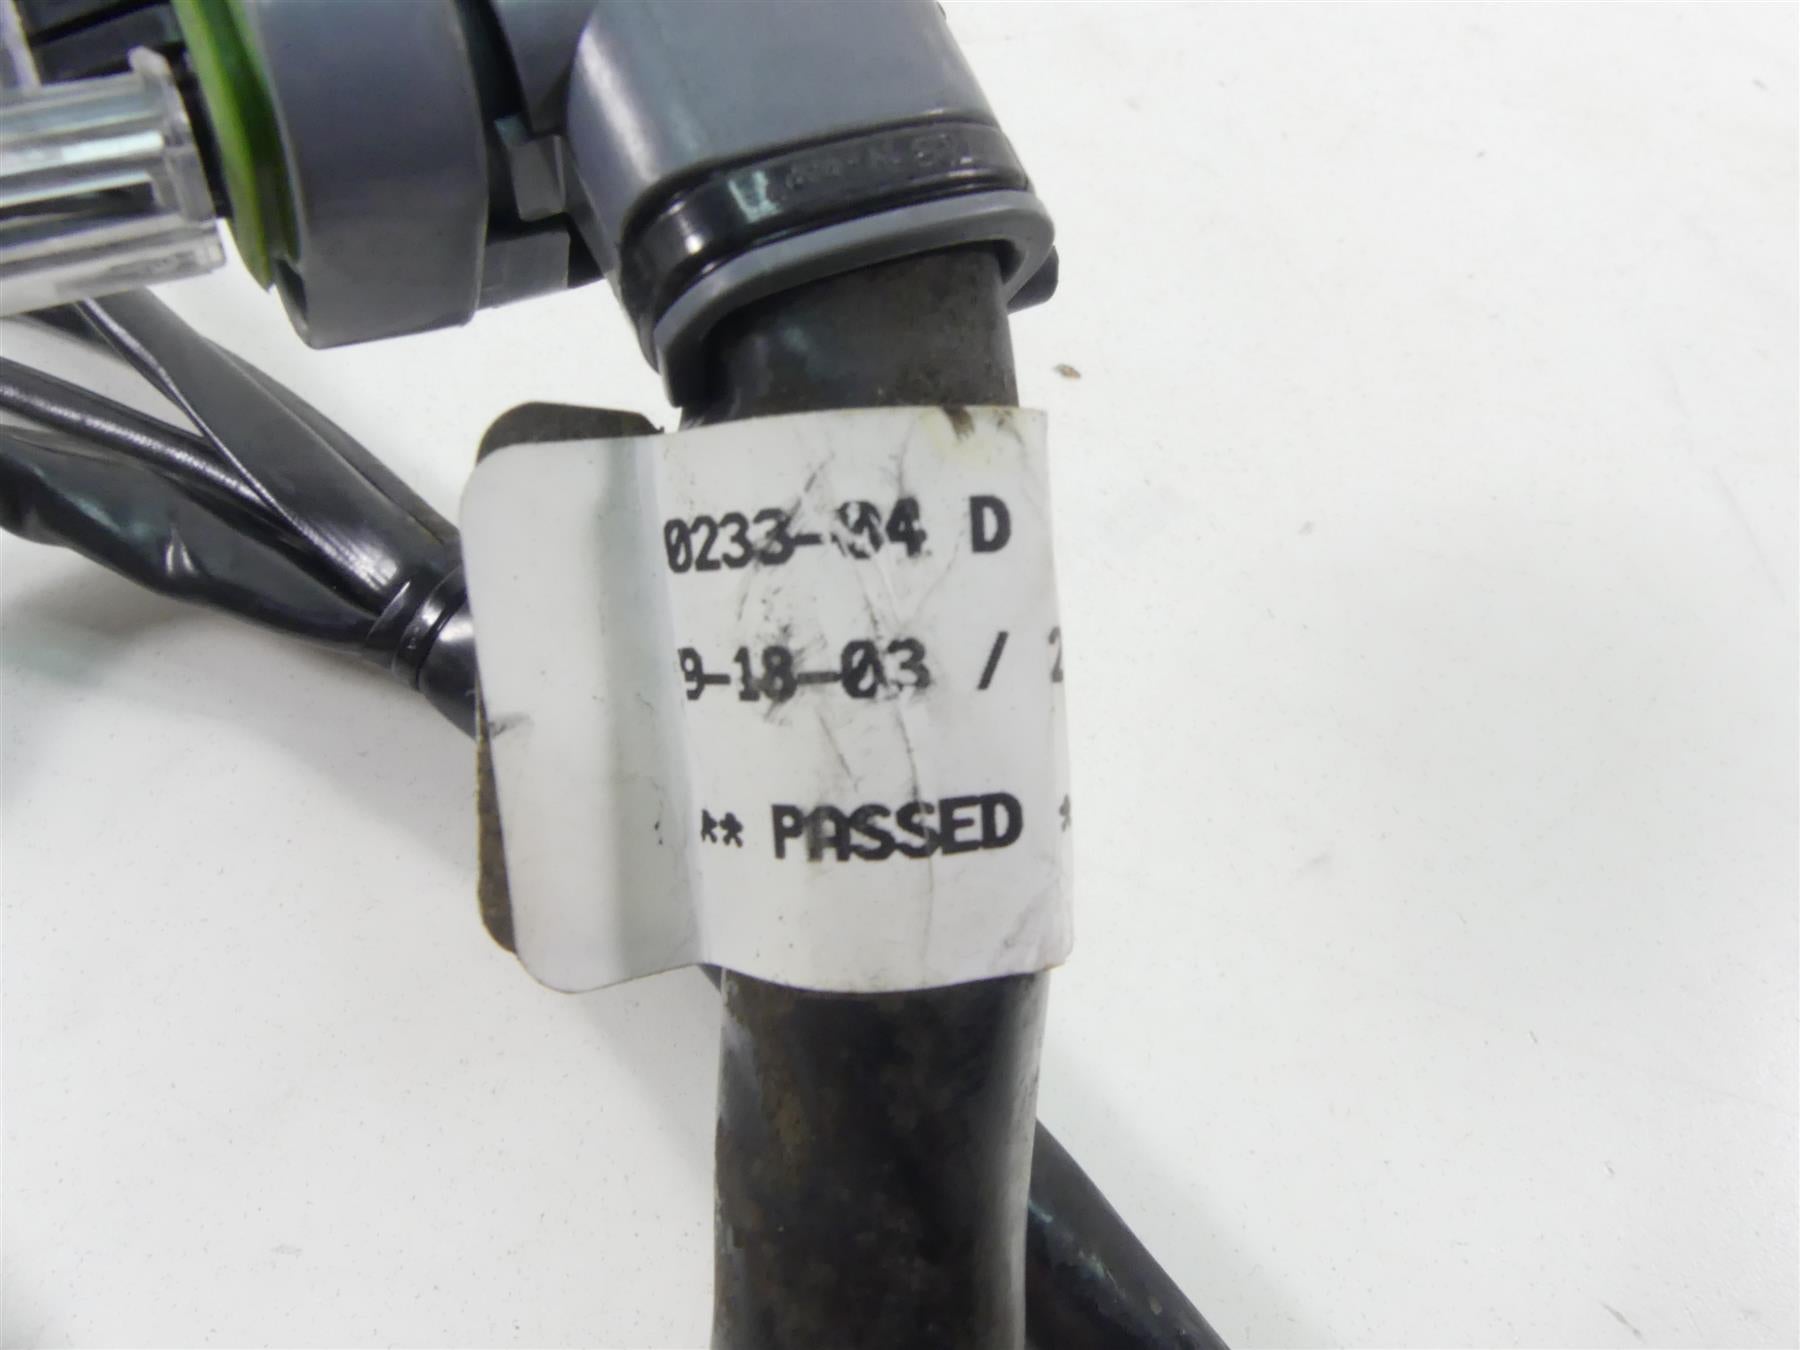 0233-04 D
9-18-03 / 2
** PASSED *